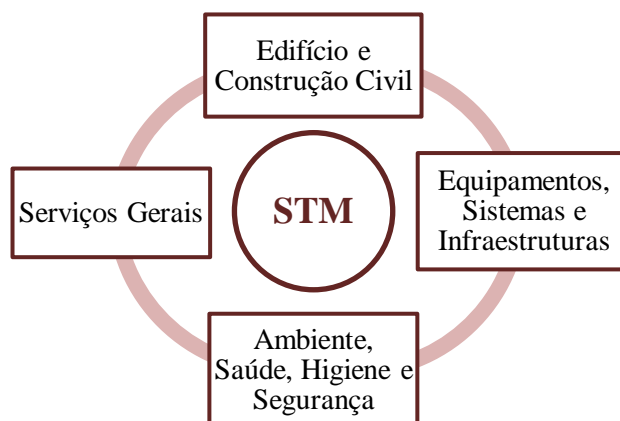 Edifício e
Construção Civil
Serviços Gerais
STM
Equipamentos,
Sistemas e
Infraestruturas
Ambiente,
Saúde, Higiene e
Segurança